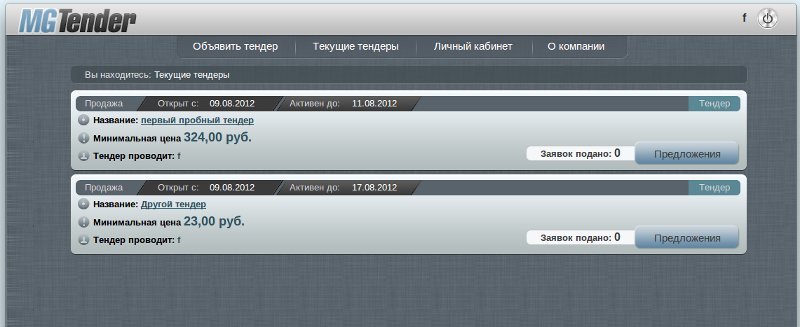 MGTender
f
Объявить тендер Текущие тендеры Личный кабинет О компании
Вы находитесь: Текущие тендеры
Продажа Открыт с: 09.08.2012 Активен до: 11.08.2012 Тендер
Название: первый пробный тендер
Минимальная цена 324,00 руб.
Тендер проводит: f
Заявок подано: 0 Предложения
Продажа Открыт с: 09.08.2012 Активен до: 17.08.2012 Тендер
Название: Другой тендер
Минимальная цена 23,00 руб.
Тендер проводит: f
Заявок подано: 0 Предложения